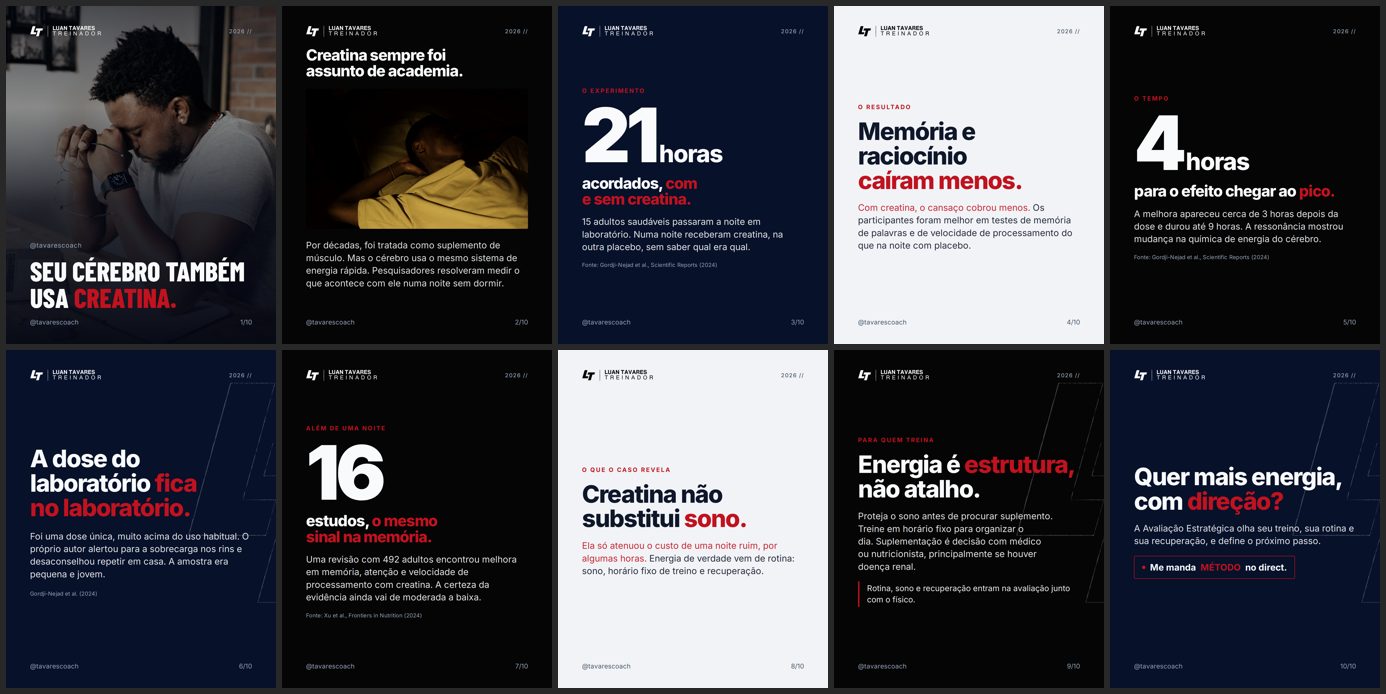 LT | LUAN TAVARES
TREINADOR
2026 //
@tavarescoach
SEU CÉREBRO TAMBÉM
USA CREATINA.
@tavarescoach
1/10
LT | LUAN TAVARES
TREINADOR
2026 //
Creatina sempre foi
assunto de academia.
Por décadas, foi tratada como suplemento de
músculo. Mas o cérebro usa o mesmo sistema de
energia rápida. Pesquisadores resolveram medir o
que acontece com ele numa noite sem dormir.
@tavarescoach
2/10
LT | LUAN TAVARES
TREINADOR
2026 //
O EXPERIMENTO
21horas
acordados, com
e sem creatina.
15 adultos saudáveis passaram a noite em
laboratório. Numa noite receberam creatina, na
outra placebo, sem saber qual era qual.
Fonte: Gordji-Nejad et al., Scientific Reports (2024)
@tavarescoach
3/10
LT | LUAN TAVARES
TREINADOR
2026 //
O RESULTADO
Memória e
raciocínio
caíram menos.
Com creatina, o cansaço cobrou menos. Os
participantes foram melhor em testes de memória
de palavras e de velocidade de processamento do
que na noite com placebo.
@tavarescoach
4/10
LT | LUAN TAVARES
TREINADOR
2026 //
O TEMPO
4horas
para o efeito chegar ao pico.
A melhora apareceu cerca de 3 horas depois da
dose e durou até 9 horas. A ressonância mostrou
mudança na química de energia do cérebro.
Fonte: Gordji-Nejad et al., Scientific Reports (2024)
@tavarescoach
5/10
LT | LUAN TAVARES
TREINADOR
2026 //
A dose do
laboratório fica
no laboratório.
Foi uma dose única, muito acima do uso habitual. O
próprio autor alertou para a sobrecarga nos rins e
desaconselhou repetir em casa. A amostra era
pequena e jovem.
Gordji-Nejad et al. (2024)
@tavarescoach
6/10
LT | LUAN TAVARES
TREINADOR
2026 //
ALÉM DE UMA NOITE
16
estudos, o mesmo
sinal na memória.
Uma revisão com 492 adultos encontrou melhora
em memória, atenção e velocidade de
processamento com creatina. A certeza da
evidência ainda vai de moderada a baixa.
Fonte: Xu et al., Frontiers in Nutrition (2024)
@tavarescoach
7/10
LT | LUAN TAVARES
TREINADOR
2026 //
O QUE O CASO REVELA
Creatina não
substitui sono.
Ela só atenuou o custo de uma noite ruim, por
algumas horas. Energia de verdade vem de rotina:
sono, horário fixo de treino e recuperação.
@tavarescoach
8/10
LT | LUAN TAVARES
TREINADOR
2026 //
PARA QUEM TREINA
Energia é estrutura,
não atalho.
Proteja o sono antes de procurar suplemento.
Treine em horário fixo para organizar o
dia. Suplementação é decisão com médico
ou nutricionista, principalmente se houver
doença renal.
Rotina, sono e recuperação entram na avaliação junto
com o físico.
@tavarescoach
9/10
LT | LUAN TAVARES
TREINADOR
2026 //
Quer mais energia,
com direção?
A Avaliação Estratégica olha seu treino, sua rotina e
sua recuperação, e define o próximo passo.
• Me manda MÉTODO no direct.
@tavarescoach
10/10